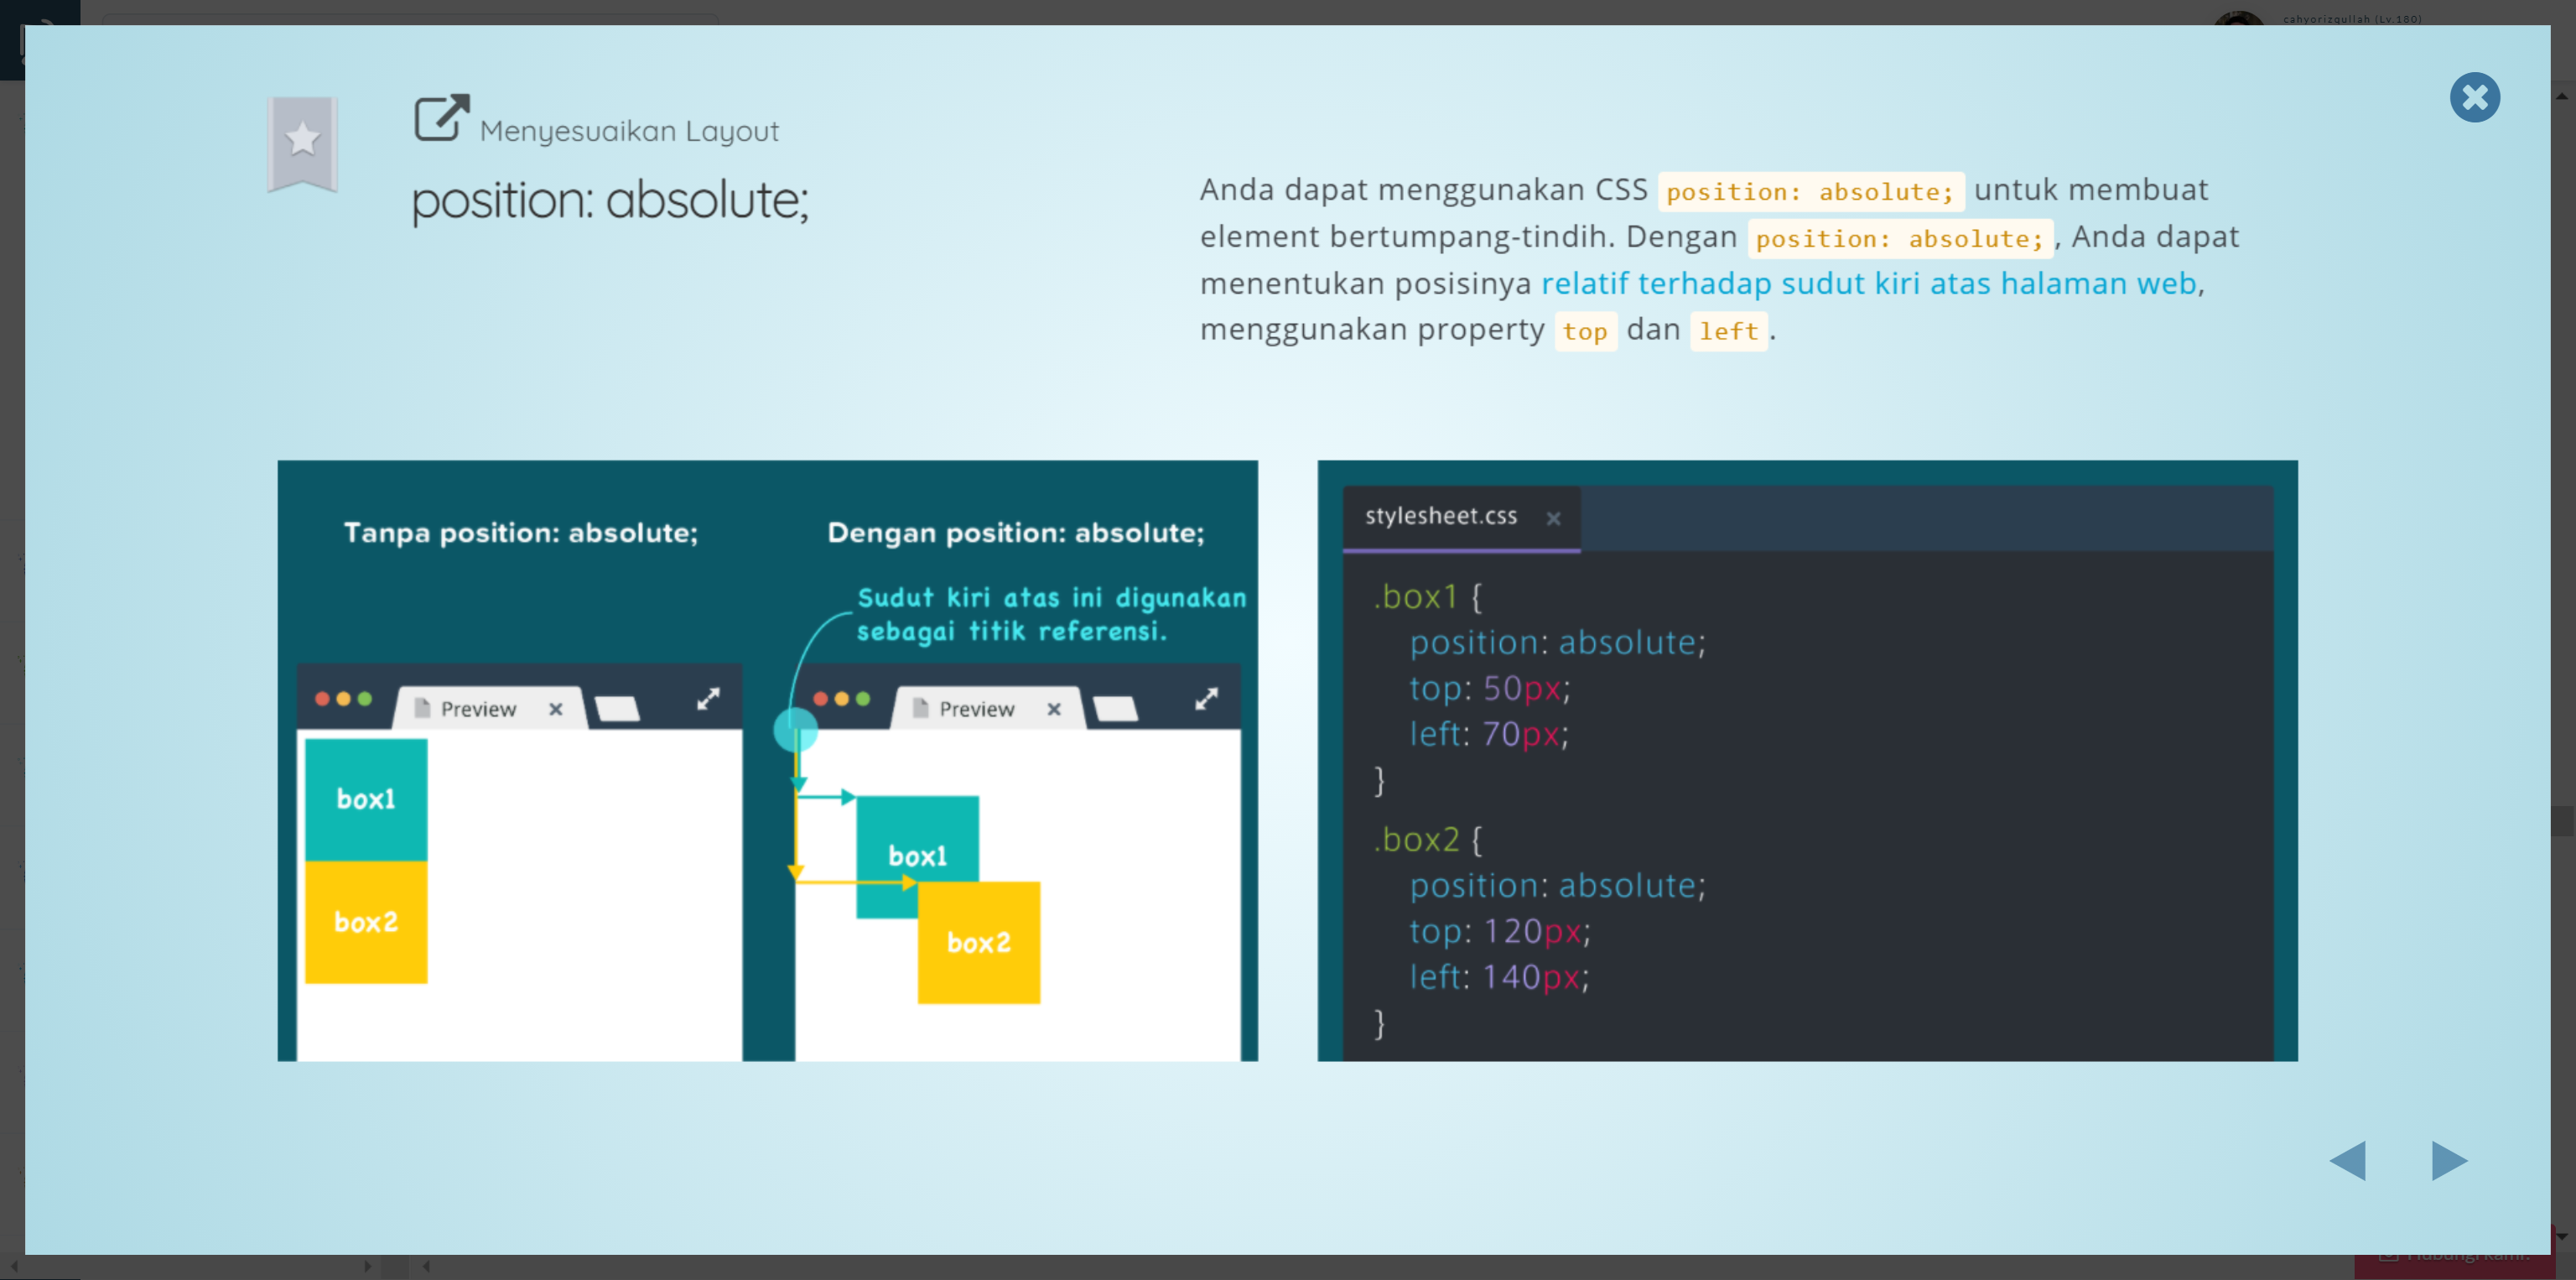 cahyorizqullah (Lv.180)
Menyesuaikan Layout
position: absolute;
Anda dapat menggunakan CSS position: absolute; untuk membuat
element bertumpang-tindih. Dengan position: absolute; , Anda dapat
menentukan posisinya relatif terhadap sudut kiri atas halaman web,
menggunakan property top dan left .
Tanpa position: absolute;
Dengan position: absolute;
Sudut kiri atas ini digunakan
sebagai titik referensi.
Preview
box1
box2
Preview
box1
box2
stylesheet.css
.box1 {
position: absolute;
top: 50px;
left: 70px;
}
.box2 {
position: absolute;
top: 120px;
left: 140px;
}